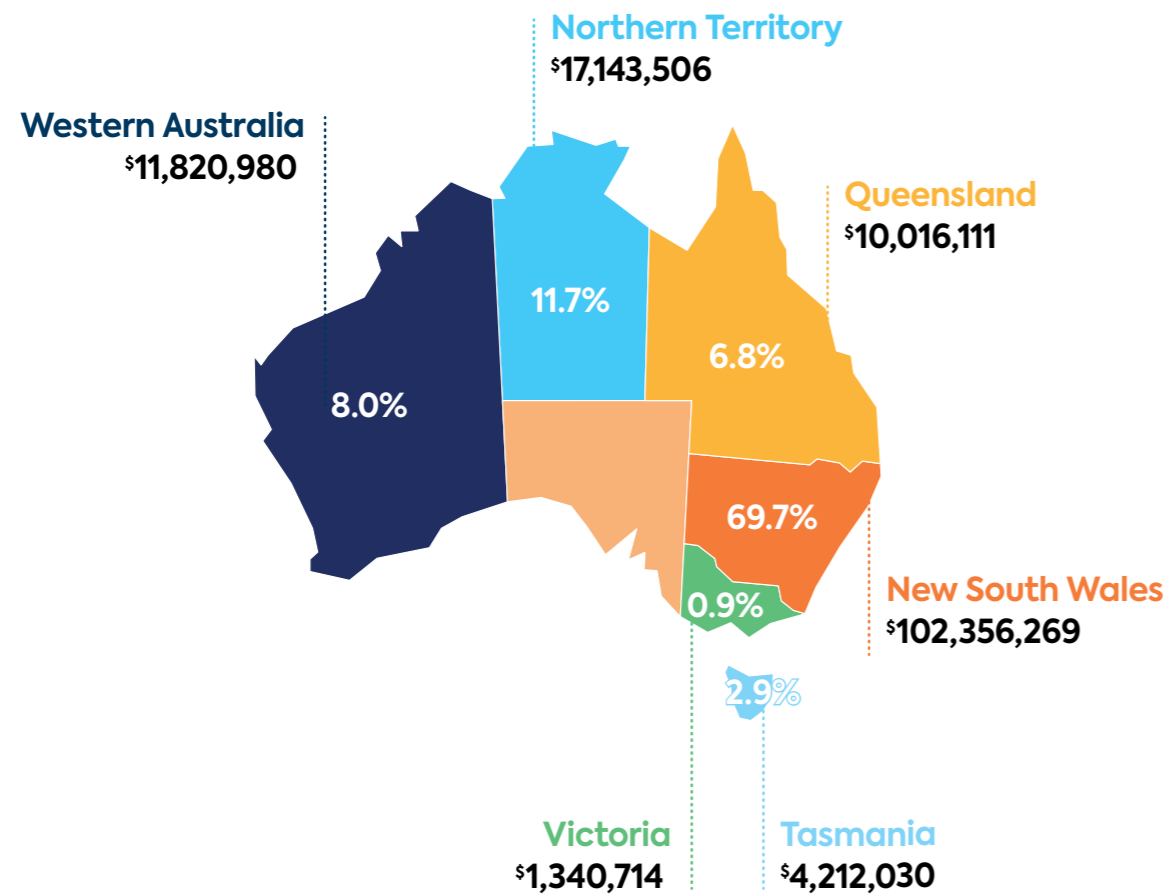 Northern Territory
$17,143,506
Western Australia
$11,820,980
Queensland
$10,016,111
11.7%
6.8%
8.0%
69.7%
New South Wales
$102,356,269
0.9%
2.9%
Victoria
$1,340,714
Tasmania
$4,212,030